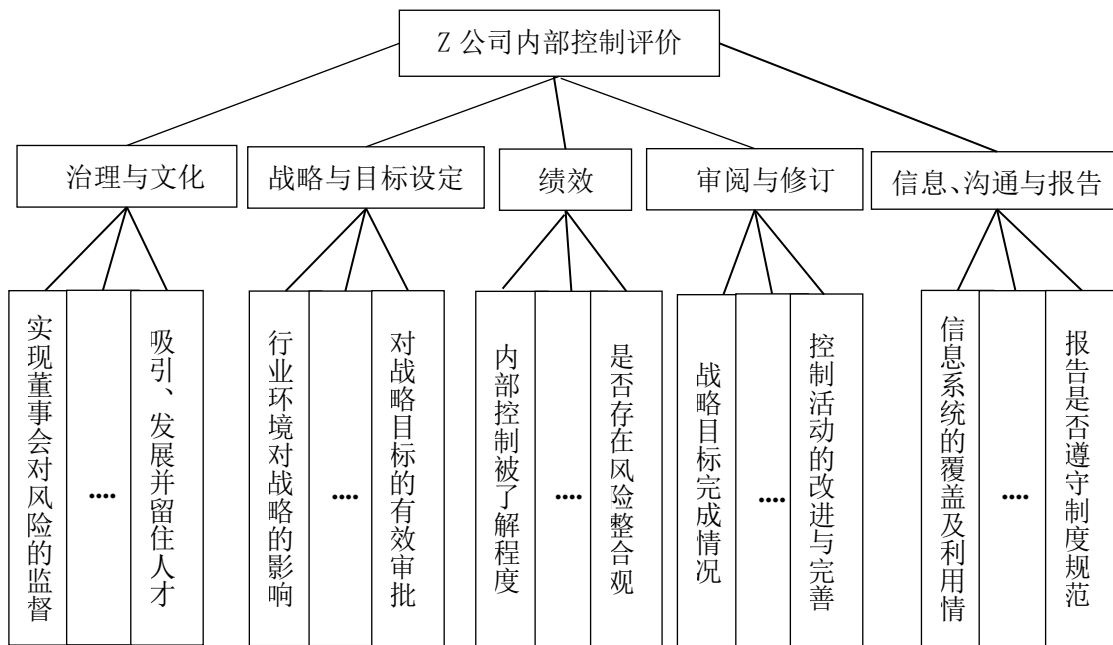 Z 公司内部控制评价
治理与文化
战略与目标设定
绩效
审阅与修订
信息、沟通与报告
实现董事会对风险的监督
....
吸引、发展并留住人才
行业环境对战略的影响
....
对战略目标的有效审批
内部控制被了解程度
....
是否存在风险整合观
战略目标完成情况
....
控制活动的改进与完善
信息系统的覆盖及利用情
....
报告是否遵守制度规范